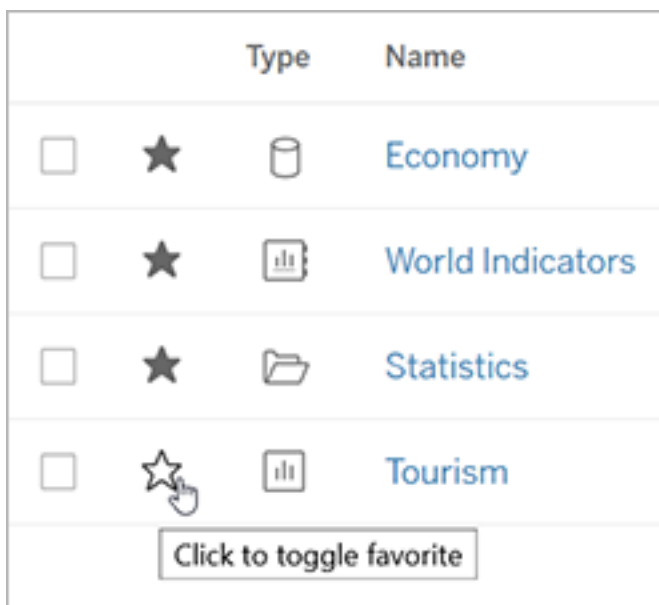 Type Name
Economy
World Indicators
Statistics
Tourism
Click to toggle favorite